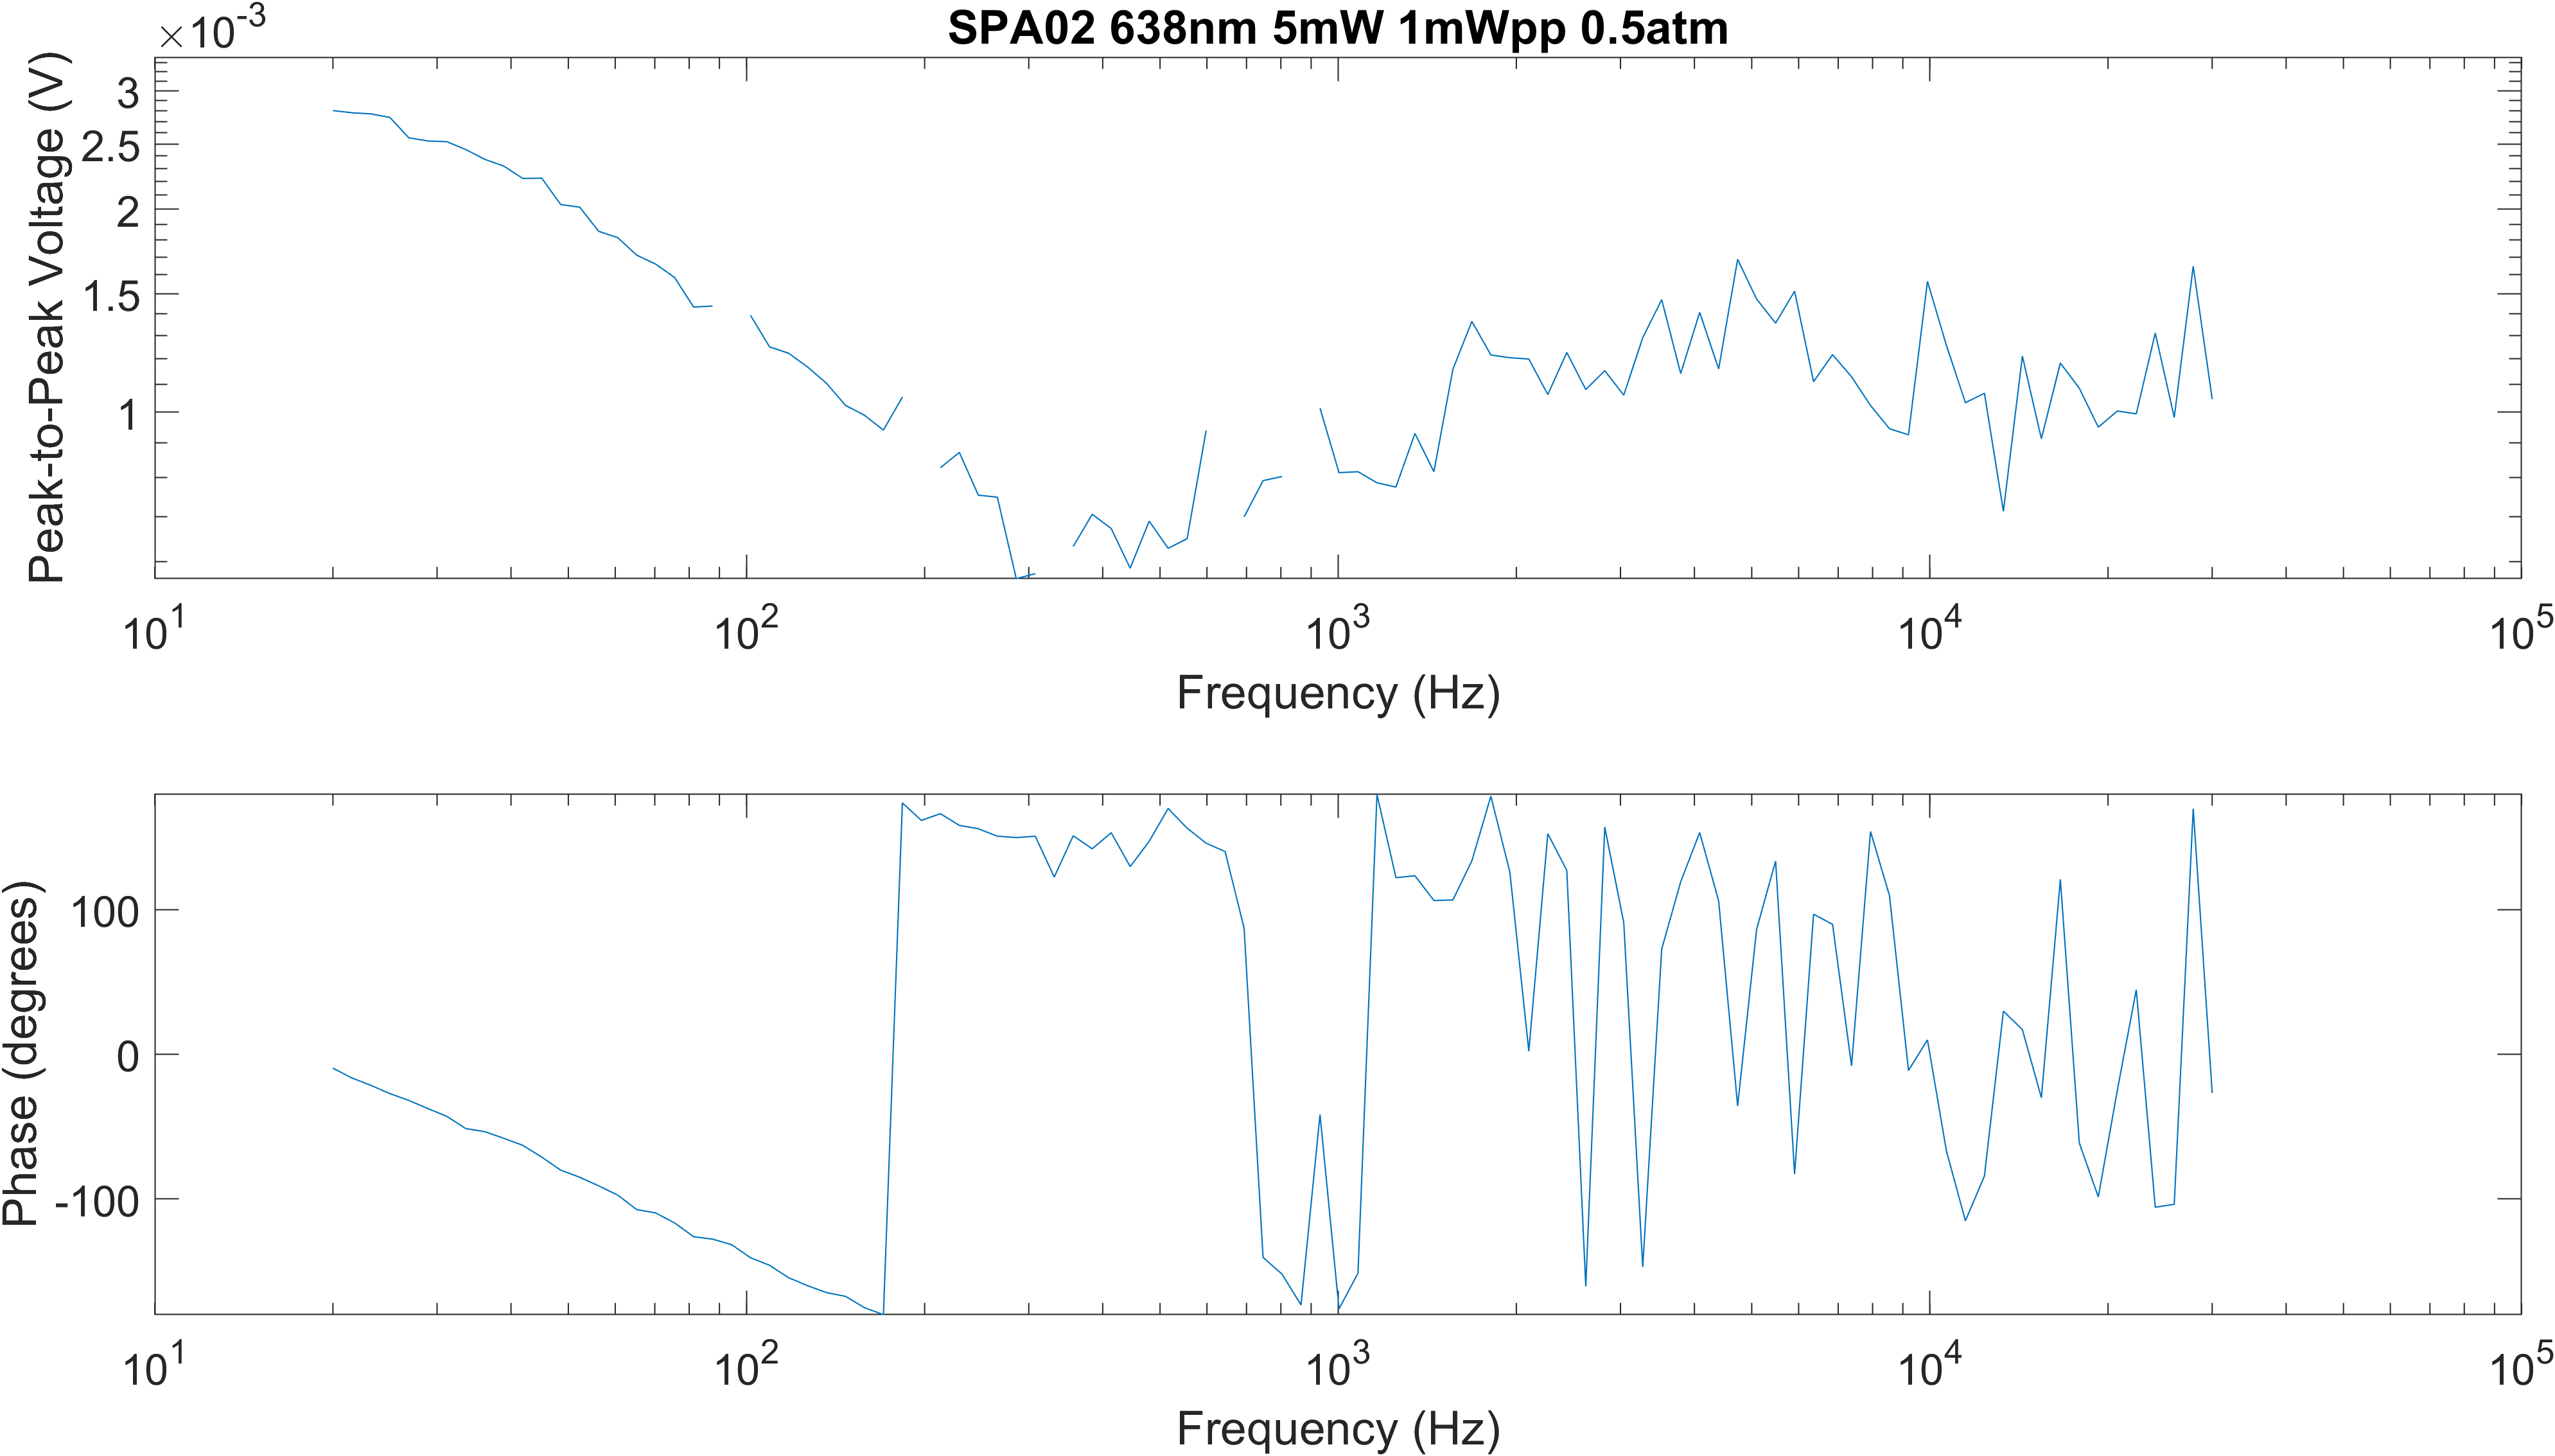 SPA02 638nm 5mW 1mWpp 0.5atm
×10^-3
Peak-to-Peak Voltage (V)
3
2.5
2
1.5
1
10^1 10^2 10^3 10^4 10^5
Frequency (Hz)
Phase (degrees)
100
0
-100
10^1 10^2 10^3 10^4 10^5
Frequency (Hz)